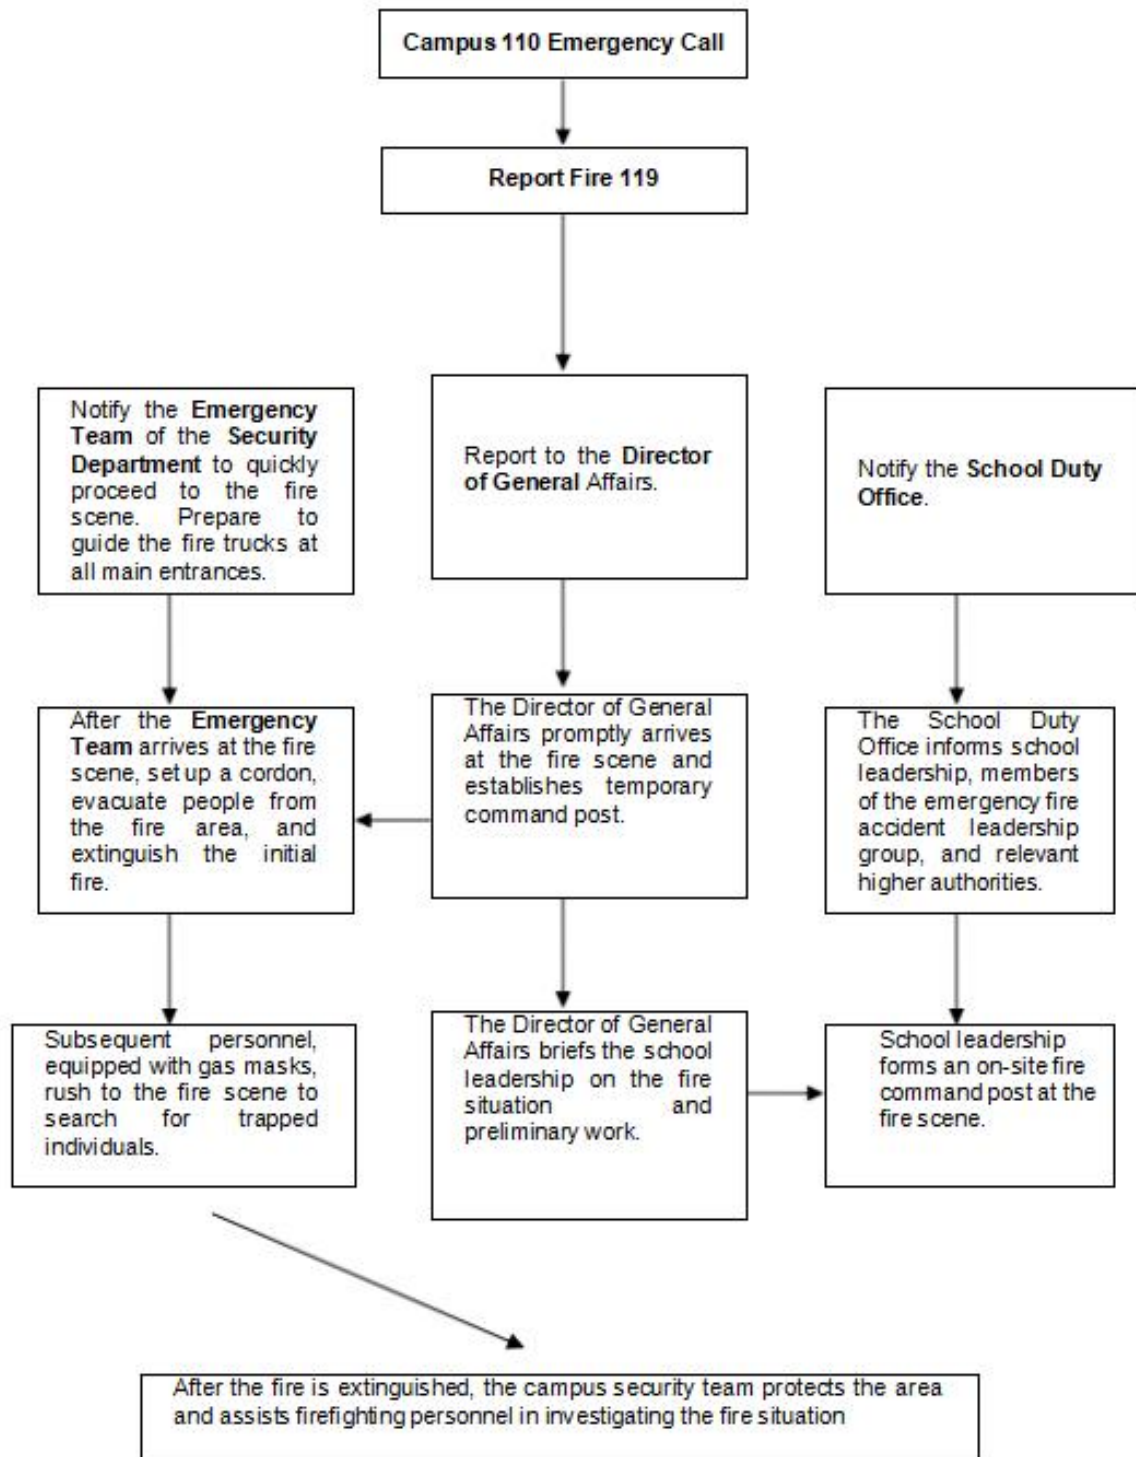 Campus 110 Emergency Call
Report Fire 119
Notify the Emergency
Team of the Security
Department to quickly
proceed to the fire
scene. Prepare to
guide the fire trucks at
all main entrances.
Report to the Director
of General Affairs.
Notify the School Duty
Office.
After the Emergency
Team arrives at the fire
scene, set up a cordon,
evacuate people from
the fire area, and
extinguish the initial
fire.
The Director of General
Affairs promptly arrives
at the fire scene and
establishes temporary
command post.
The School Duty
Office informs school
leadership, members
of the emergency fire
accident leadership
group, and relevant
higher authorities.
Subsequent personnel,
equipped with gas masks,
rush to the fire scene to
search for trapped
individuals.
The Director of General
Affairs briefs the school
leadership on the fire
situation and
preliminary work.
School leadership
forms an on-site fire
command post at the
fire scene.
After the fire is extinguished, the campus security team protects the area
and assists firefighting personnel in investigating the fire situation